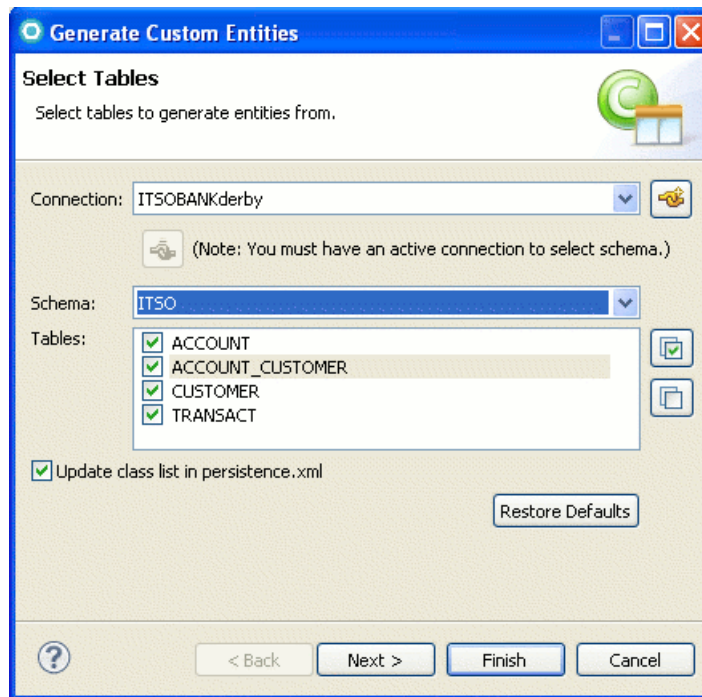 Generate Custom Entities
Select Tables
Select tables to generate entities from.
Connection: ITSOBANKderby
(Note: You must have an active connection to select schema.)
Schema: ITSO
Tables: ACCOUNT
ACCOUNT_CUSTOMER
CUSTOMER
TRANSACT
Update class list in persistence.xml
Restore Defaults
? < Back Next > Finish Cancel